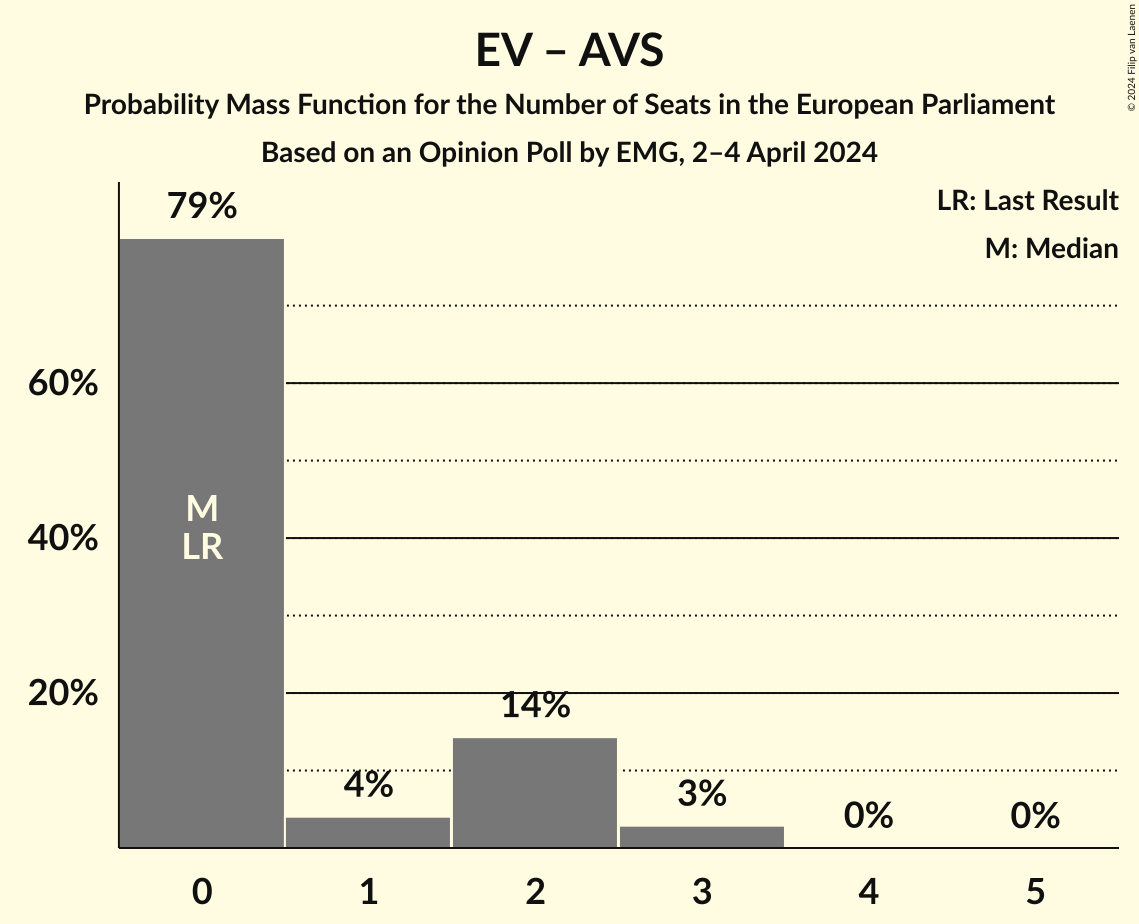 EV – AVS
Probability Mass Function for the Number of Seats in the European Parliament
Based on an Opinion Poll by EMG, 2–4 April 2024
© 2024 Filip van Laenen
LR: Last Result
M: Median
79%
60%
40%
20%
M
LR
4%
14%
3%
0%
0%
0 1 2 3 4 5